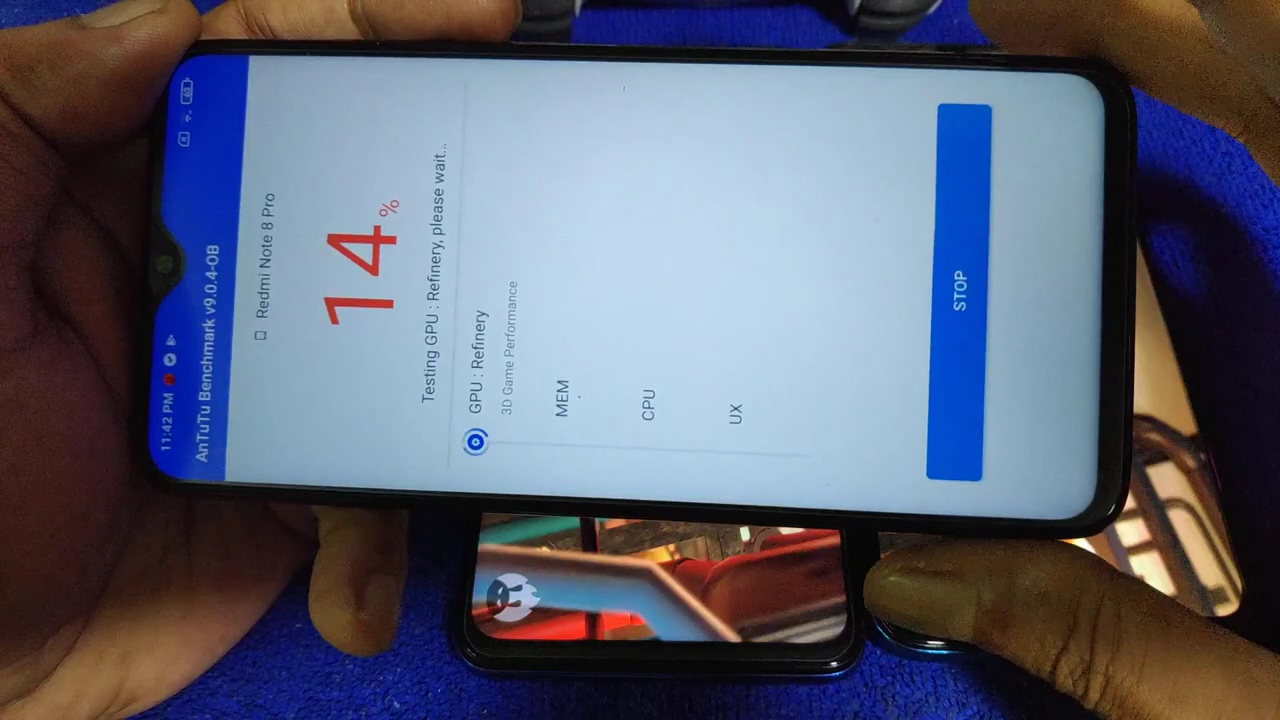 11:42 PM
63
AnTuTu Benchmark v9.0.4-OB
Redmi Note 8 Pro
14%
Testing GPU : Refinery, please wait...
GPU : Refinery
3D Game Performance
MEM
CPU
UX
STOP